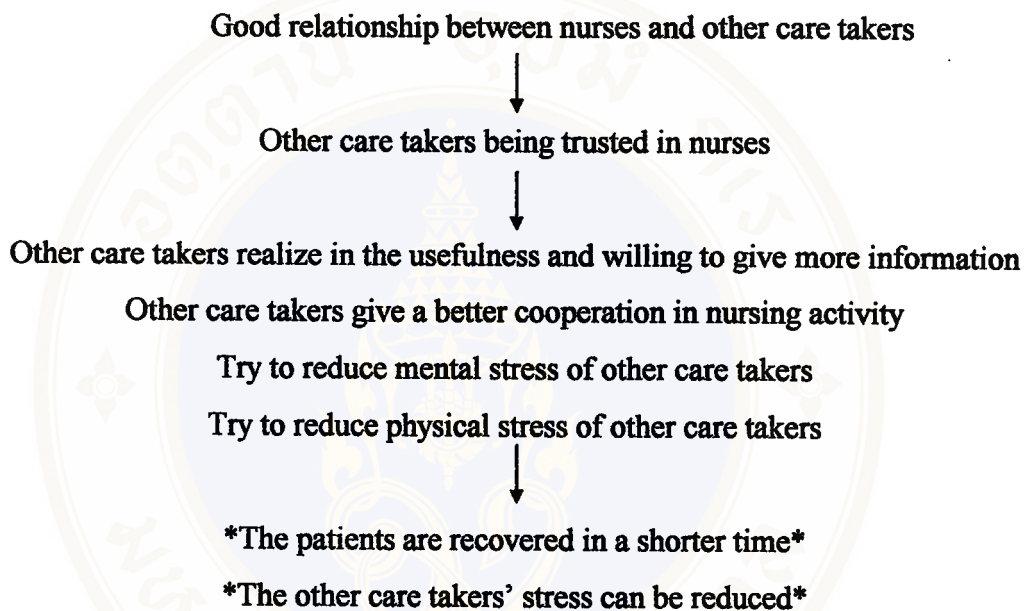 Good relationship between nurses and other care takers
Other care takers being trusted in nurses
Other care takers realize in the usefulness and willing to give more information
Other care takers give a better cooperation in nursing activity
Try to reduce mental stress of other care takers
Try to reduce physical stress of other care takers
*The patients are recovered in a shorter time*
*The other care takers’ stress can be reduced*